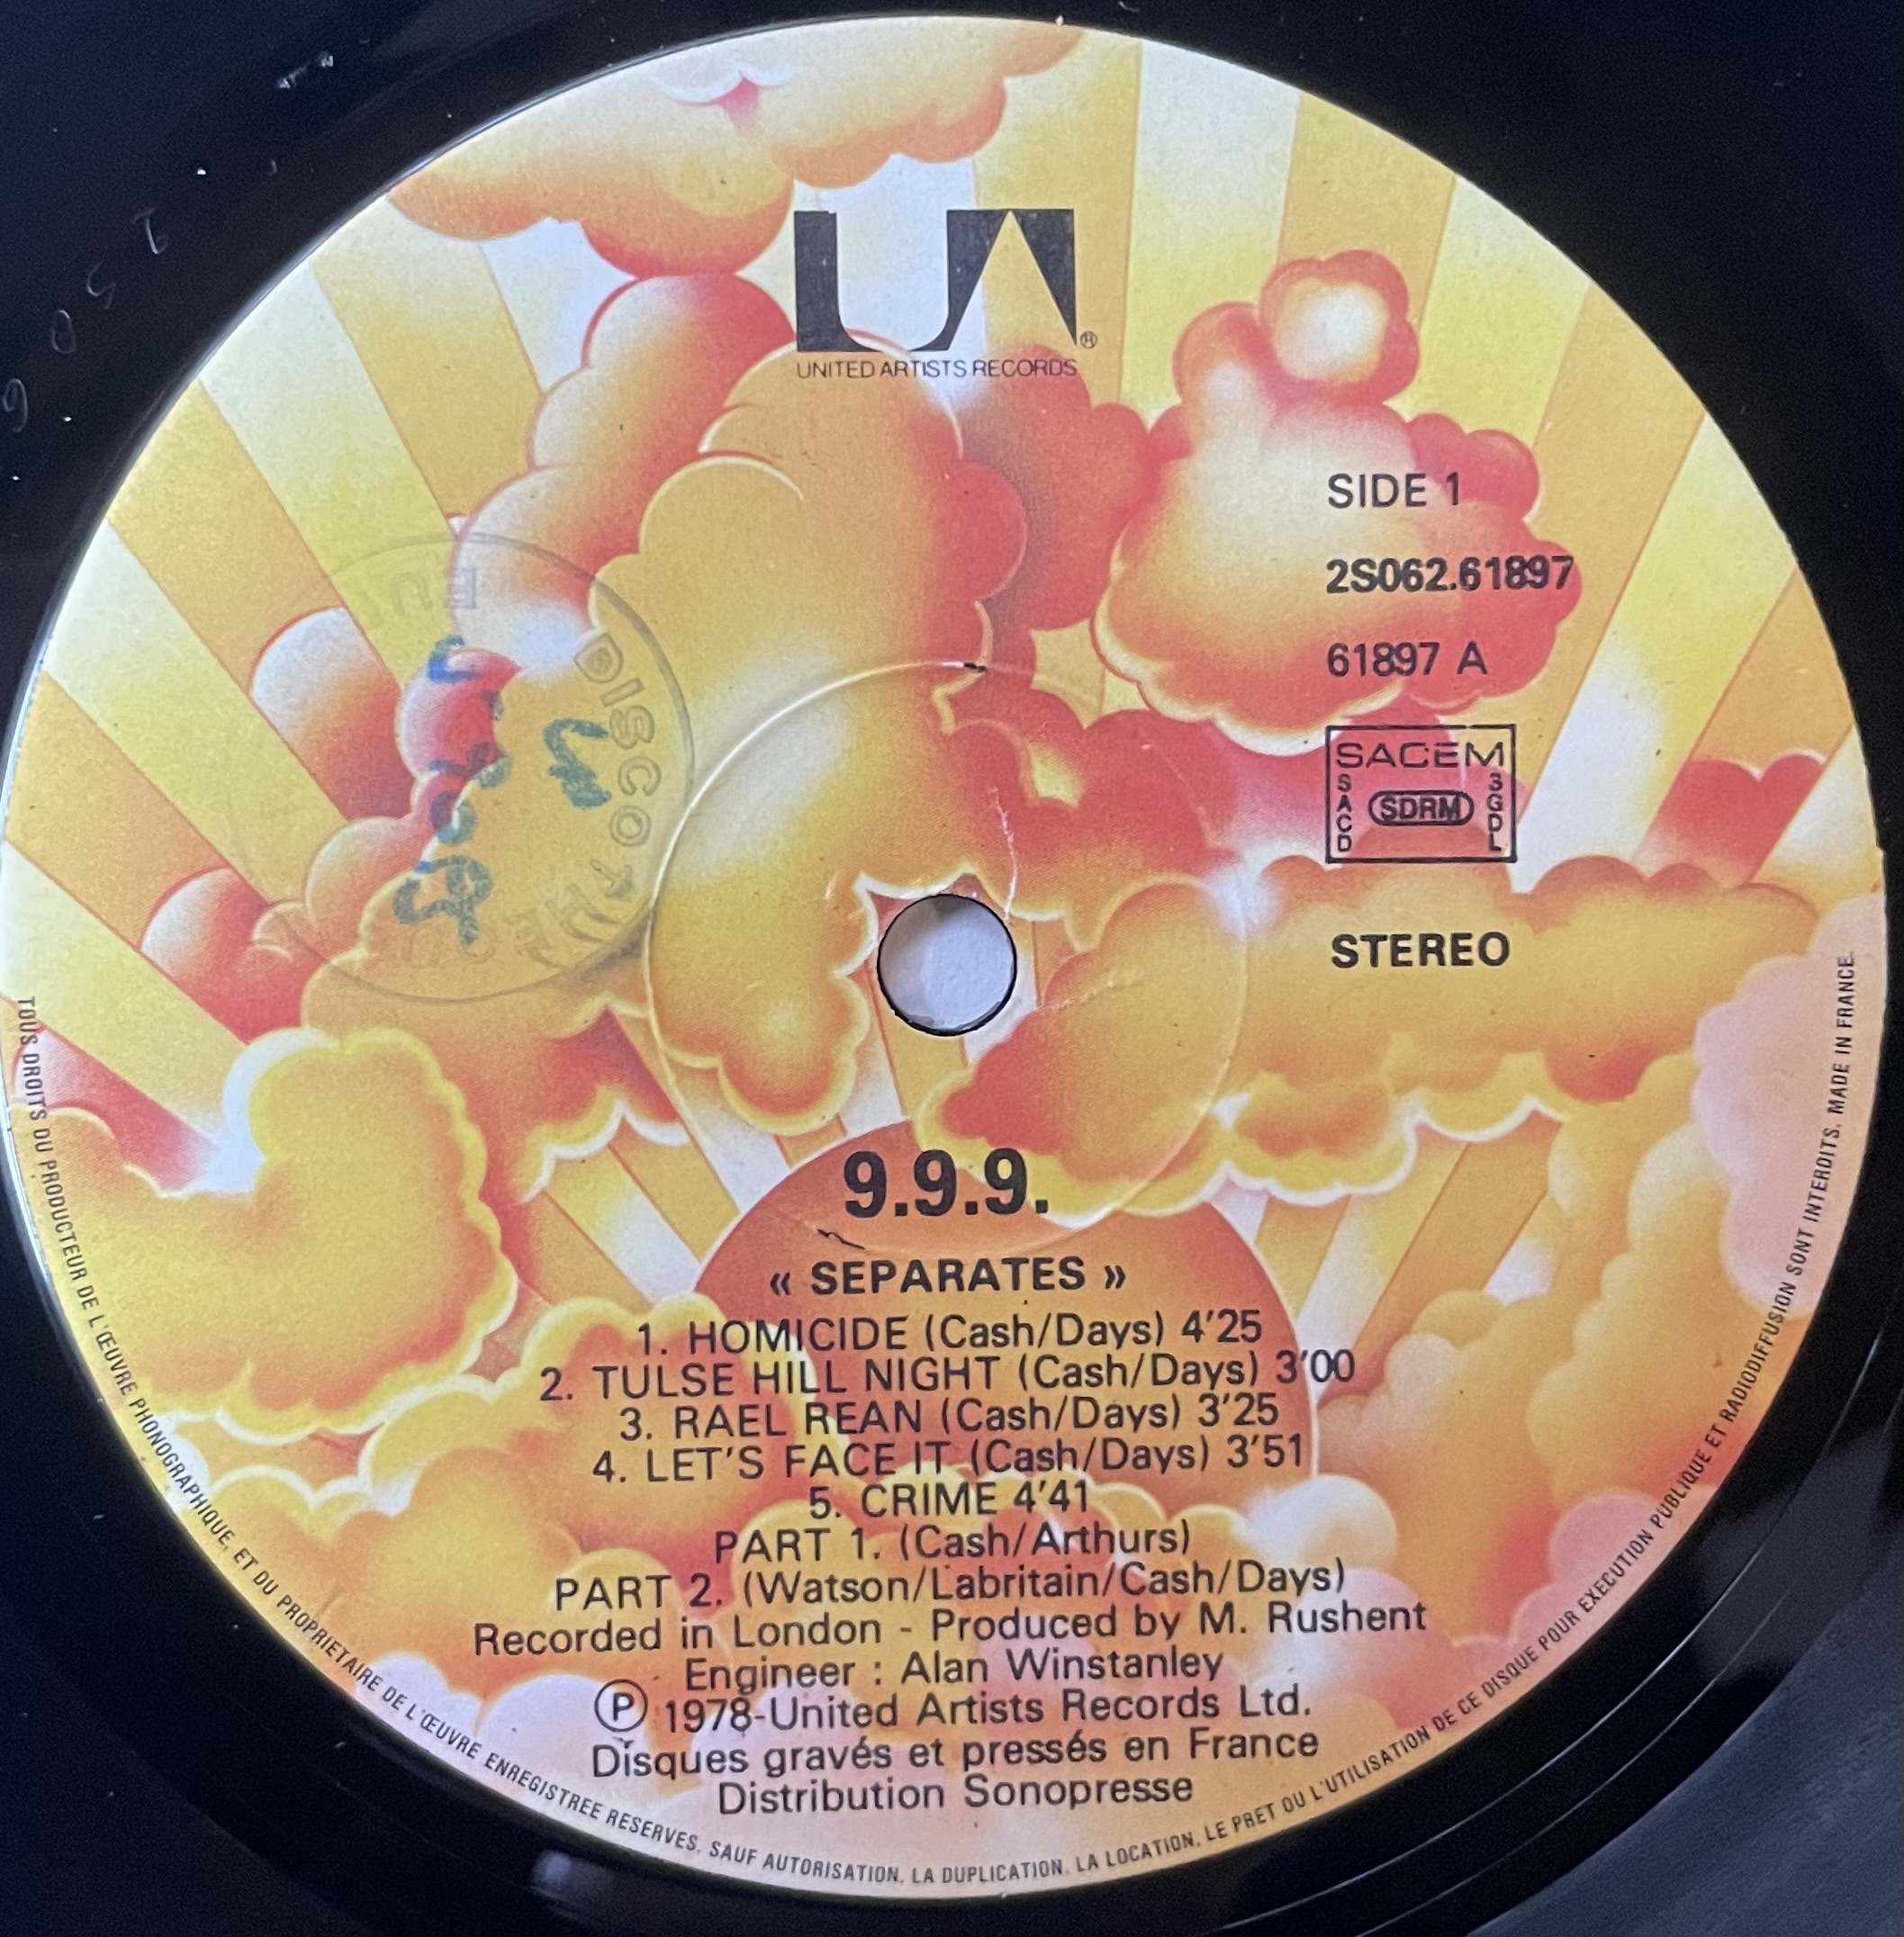 UA®
UNITED ARTISTS RECORDS
SIDE 1
2S062.61897
61897 A
SACEM
SACD
SDRM
SGDL
STEREO
DISCOTHE
9.9.9.
« SEPARATES »
1. HOMICIDE (Cash/Days) 4'25
2. TULSE HILL NIGHT (Cash/Days) 3'00
3. RAEL REAN (Cash/Days) 3'25
4. LET'S FACE IT (Cash/Days) 3'51
5. CRIME 4'41
PART 1. (Cash/Arthurs)
PART 2. (Watson/Labritain/Cash/Days)
Recorded in London - Produced by M. Rushent
Engineer : Alan Winstanley
Ⓟ 1978-United Artists Records Ltd.
Disques gravés et pressés en France
Distribution Sonopresse
TOUS DROITS DU PRODUCTEUR DE L'ŒUVRE PHONOGRAPHIQUE, ET DU PROPRIETAIRE DE L'ŒUVRE ENREGISTREE RESERVES. SAUF AUTORISATION, LA DUPLICATION, LA LOCATION, LE PRET OU L'UTILISATION DE CE DISQUE POUR EXECUTION PUBLIQUE ET RADIODIFFUSION SONT INTERDITS. MADE IN FRANCE.